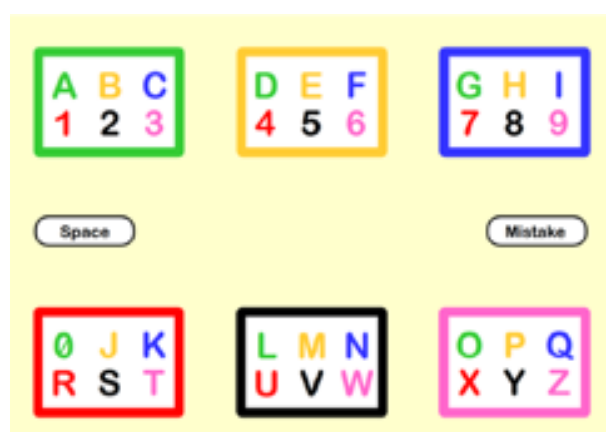 A B C D E F G H I
1 2 3 4 5 6 7 8 9
Space Mistake
0 J K L M N O P Q
R S T U V W X Y Z